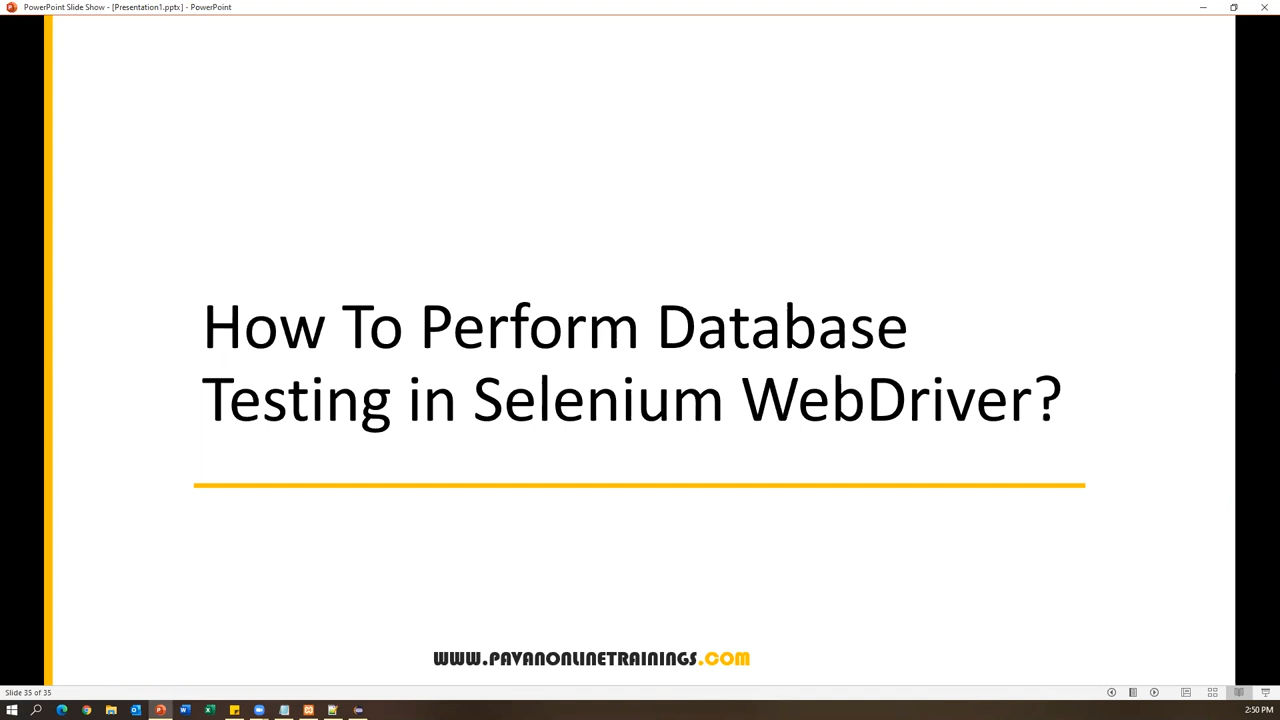 PowerPoint Slide Show - [Presentation1.pptx] - PowerPoint
How To Perform Database
Testing in Selenium WebDriver?
WWW.PAVANONLINETRAININGS.COM
Slide 35 of 35
2:50 PM